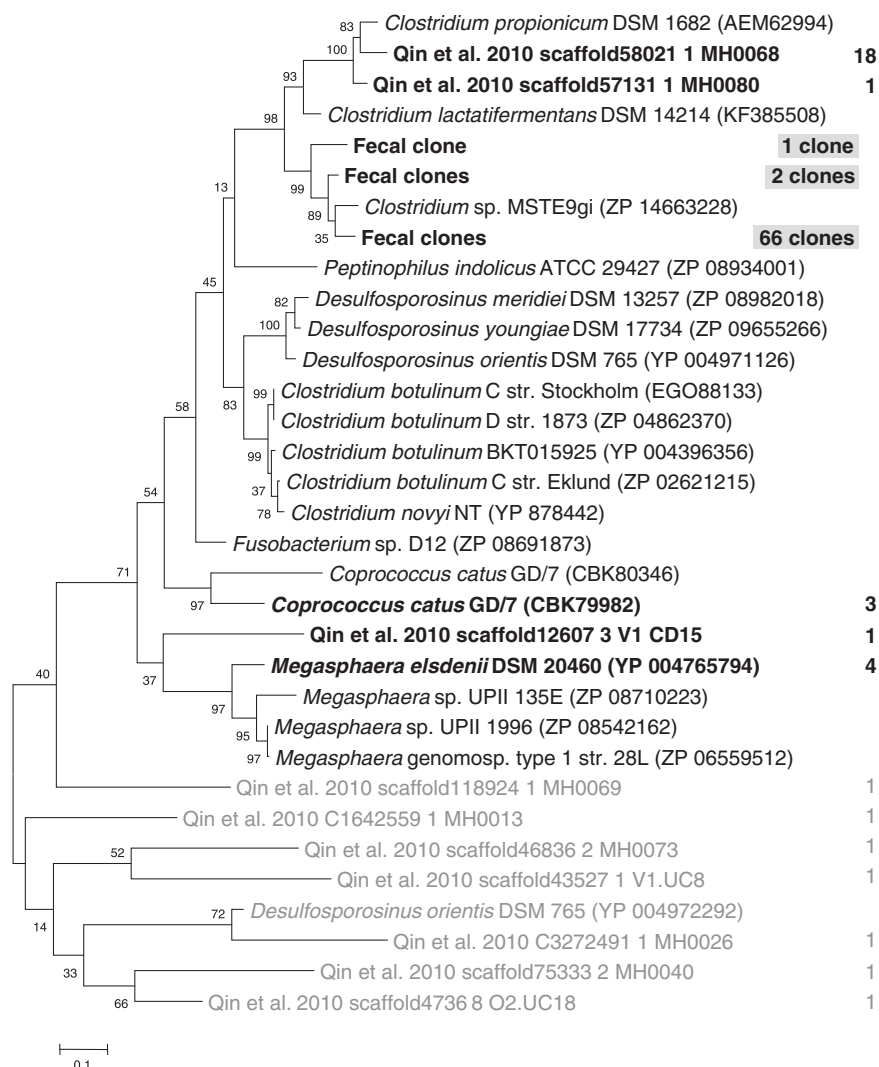 83
Clostridium propionicum DSM 1682 (AEM62994)
100
Qin et al. 2010 scaffold58021 1 MH0068 18
93
Qin et al. 2010 scaffold57131 1 MH0080 1
98
Clostridium lactatifermentans DSM 14214 (KF385508)
Fecal clone 1 clone
99
Fecal clones 2 clones
13
89
Clostridium sp. MSTE9gi (ZP 14663228)
35
Fecal clones 66 clones
Peptinophilus indolicus ATCC 29427 (ZP 08934001)
45
82
Desulfosporosinus meridiei DSM 13257 (ZP 08982018)
100
Desulfosporosinus youngiae DSM 17734 (ZP 09655266)
Desulfosporosinus orientis DSM 765 (YP 004971126)
83
99
Clostridium botulinum C str. Stockholm (EGO88133)
58
Clostridium botulinum D str. 1873 (ZP 04862370)
99
Clostridium botulinum BKT015925 (YP 004396356)
37
Clostridium botulinum C str. Eklund (ZP 02621215)
54
78
Clostridium novyi NT (YP 878442)
Fusobacterium sp. D12 (ZP 08691873)
71
Coprococcus catus GD/7 (CBK80346)
97
Coprococcus catus GD/7 (CBK79982) 3
Qin et al. 2010 scaffold12607 3 V1 CD15 1
40
37
Megasphaera elsdenii DSM 20460 (YP 004765794) 4
97
Megasphaera sp. UPII 135E (ZP 08710223)
95
Megasphaera sp. UPII 1996 (ZP 08542162)
97
Megasphaera genomosp. type 1 str. 28L (ZP 06559512)
Qin et al. 2010 scaffold118924 1 MH0069 1
Qin et al. 2010 C1642559 1 MH0013 1
52
Qin et al. 2010 scaffold46836 2 MH0073 1
Qin et al. 2010 scaffold43527 1 V1.UC8 1
14
72
Desulfosporosinus orientis DSM 765 (YP 004972292)
Qin et al. 2010 C3272491 1 MH0026 1
33
Qin et al. 2010 scaffold75333 2 MH0040 1
66
Qin et al. 2010 scaffold4736 8 O2.UC18 1
0.1